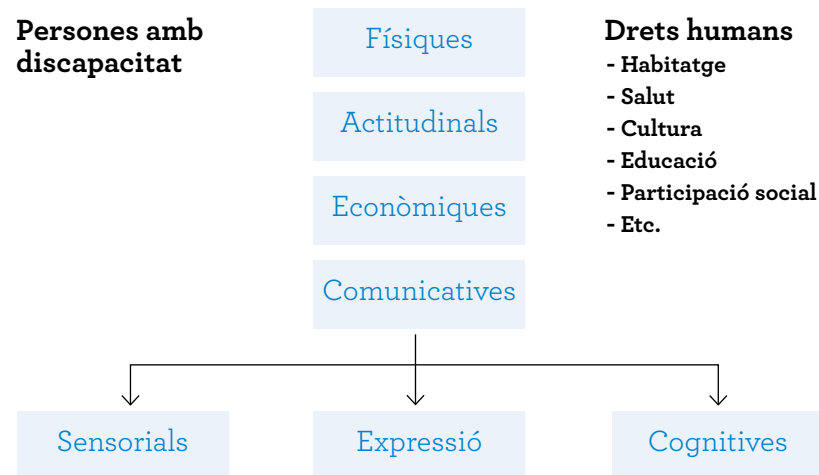 Persones amb
discapacitat
Físiques
Actitudinals
Econòmiques
Comunicatives
Drets humans
- Habitatge
- Salut
- Cultura
- Educació
- Participació social
- Etc.
Sensorials
Expressió
Cognitives